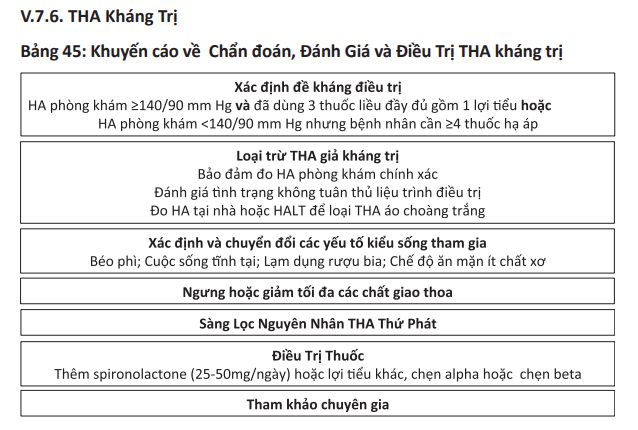 V.7.6. THA Kháng Trị
Bảng 45: Khuyến cáo về Chẩn đoán, Đánh Giá và Điều Trị THA kháng trị
Xác định đề kháng điều trị
HA phòng khám ≥140/90 mm Hg và đã dùng 3 thuốc liều đầy đủ gồm 1 lợi tiểu hoặc
HA phòng khám <140/90 mm Hg nhưng bệnh nhân cần ≥4 thuốc hạ áp
Loại trừ THA giả kháng trị
Bảo đảm đo HA phòng khám chính xác
Đánh giá tình trạng không tuân thủ liệu trình điều trị
Đo HA tại nhà hoặc HALT để loại THA áo choàng trắng
Xác định và chuyển đổi các yếu tố kiểu sống tham gia
Béo phì; Cuộc sống tĩnh tại; Lạm dụng rượu bia; Chế độ ăn mặn ít chất xơ
Ngưng hoặc giảm tối đa các chất giao thoa
Sàng Lọc Nguyên Nhân THA Thứ Phát
Điều Trị Thuốc
Thêm spironolactone (25-50mg/ngày) hoặc lợi tiểu khác, chẹn alpha hoặc chẹn beta
Tham khảo chuyên gia